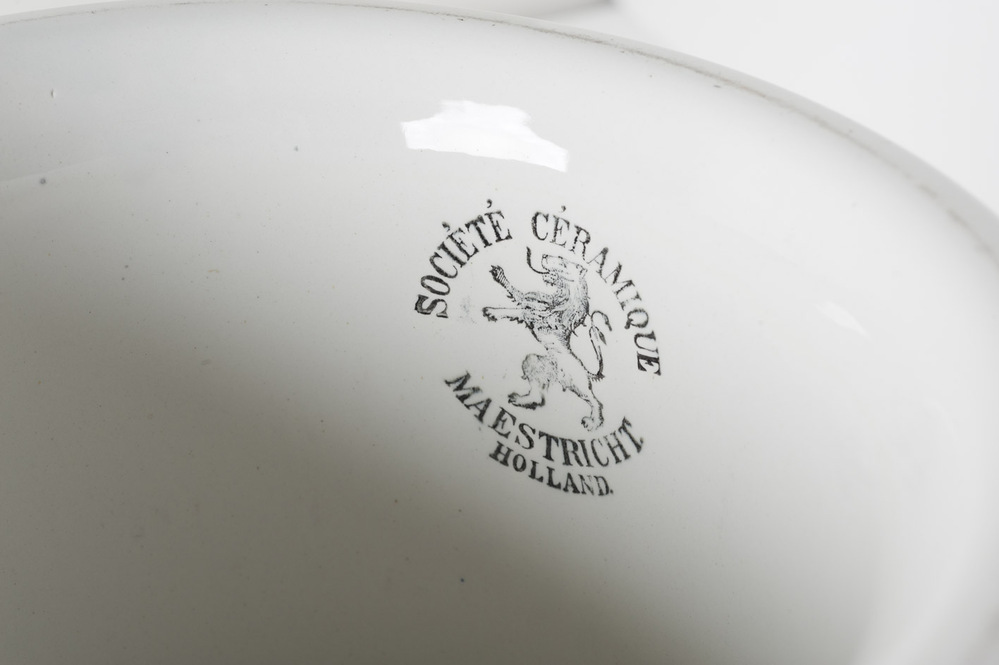 SOCIÉTÉ CÉRAMIQUE
MAESTRICHT
HOLLAND.